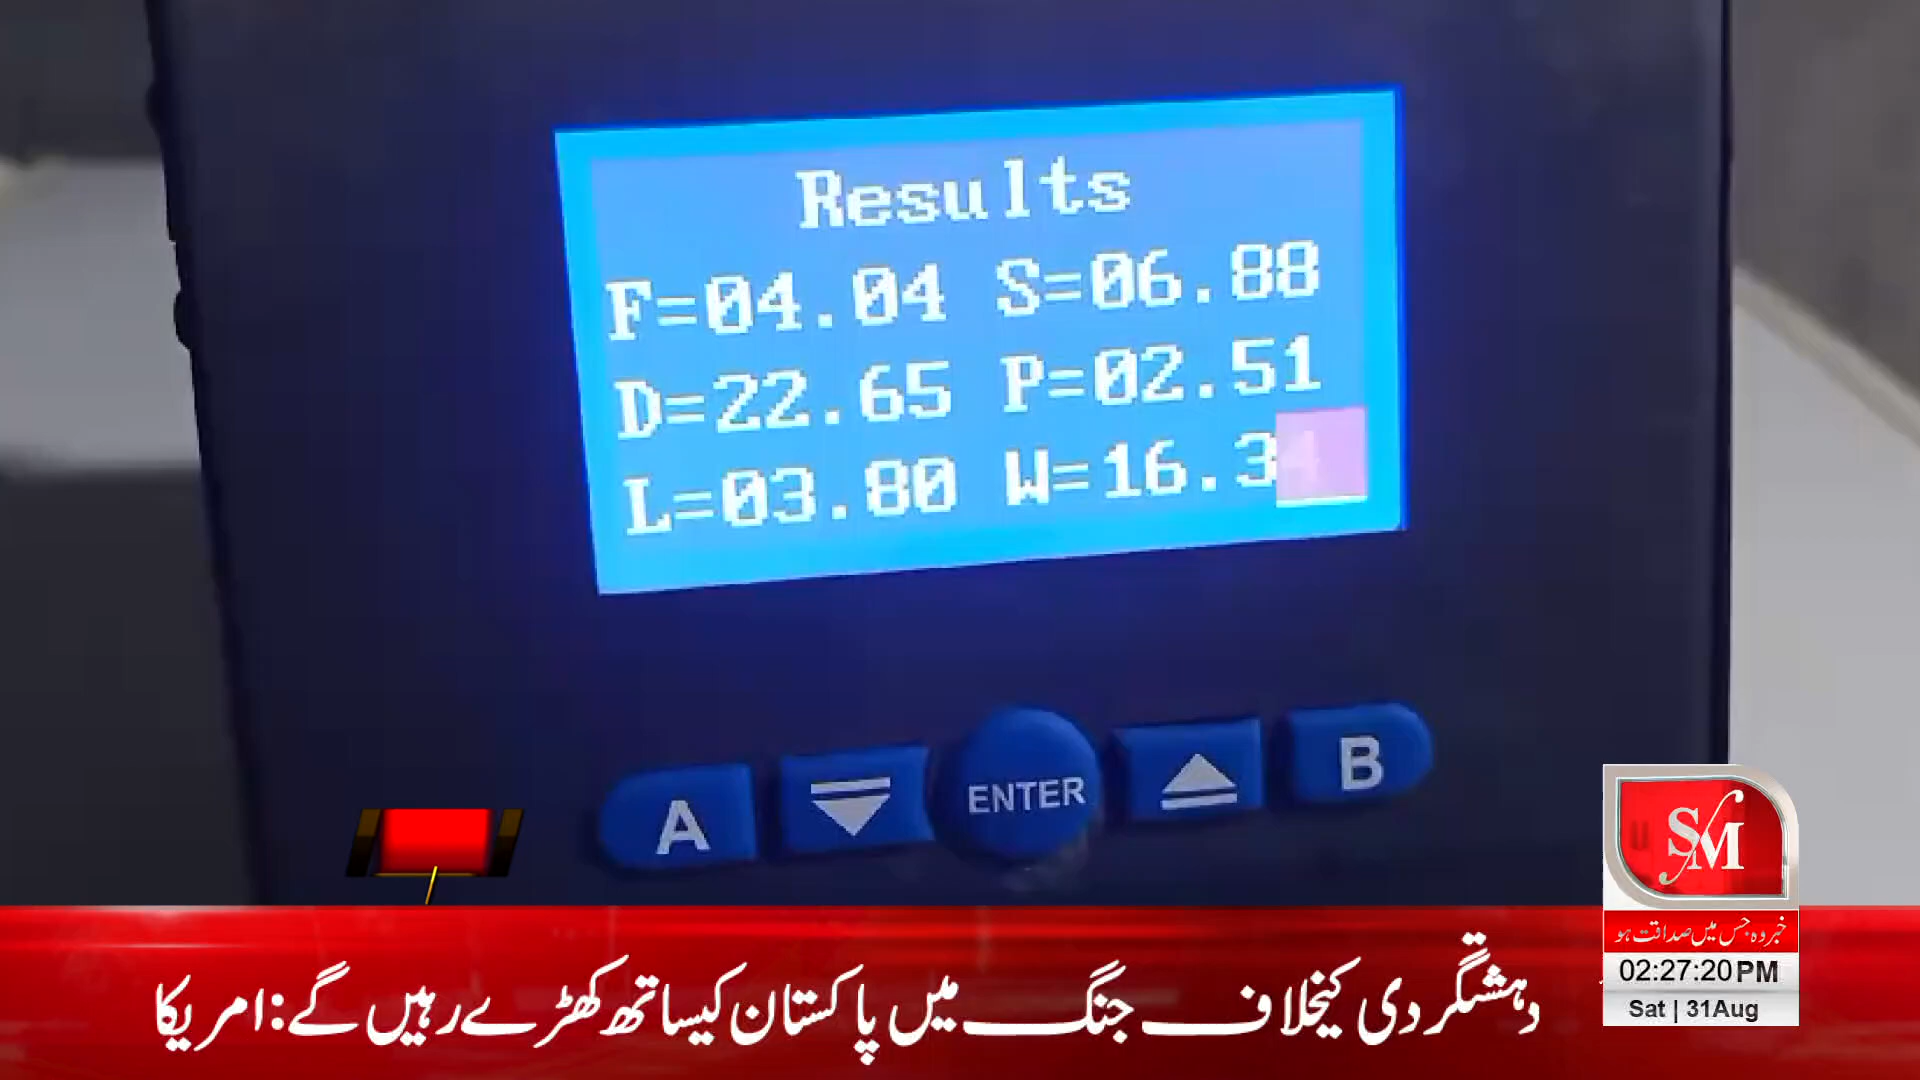 Results
F=04.04 S=06.88
D=22.65 P=02.51
L=03.80 W=16.34
A
ENTER
B
SM
خبر وہ جس میں صداقت ہو
02:27:20 PM
Sat | 31Aug
دہشتگردی کیخلاف جنگ میں پاکستان کیساتھ کھڑے رہیں گے: امریکا